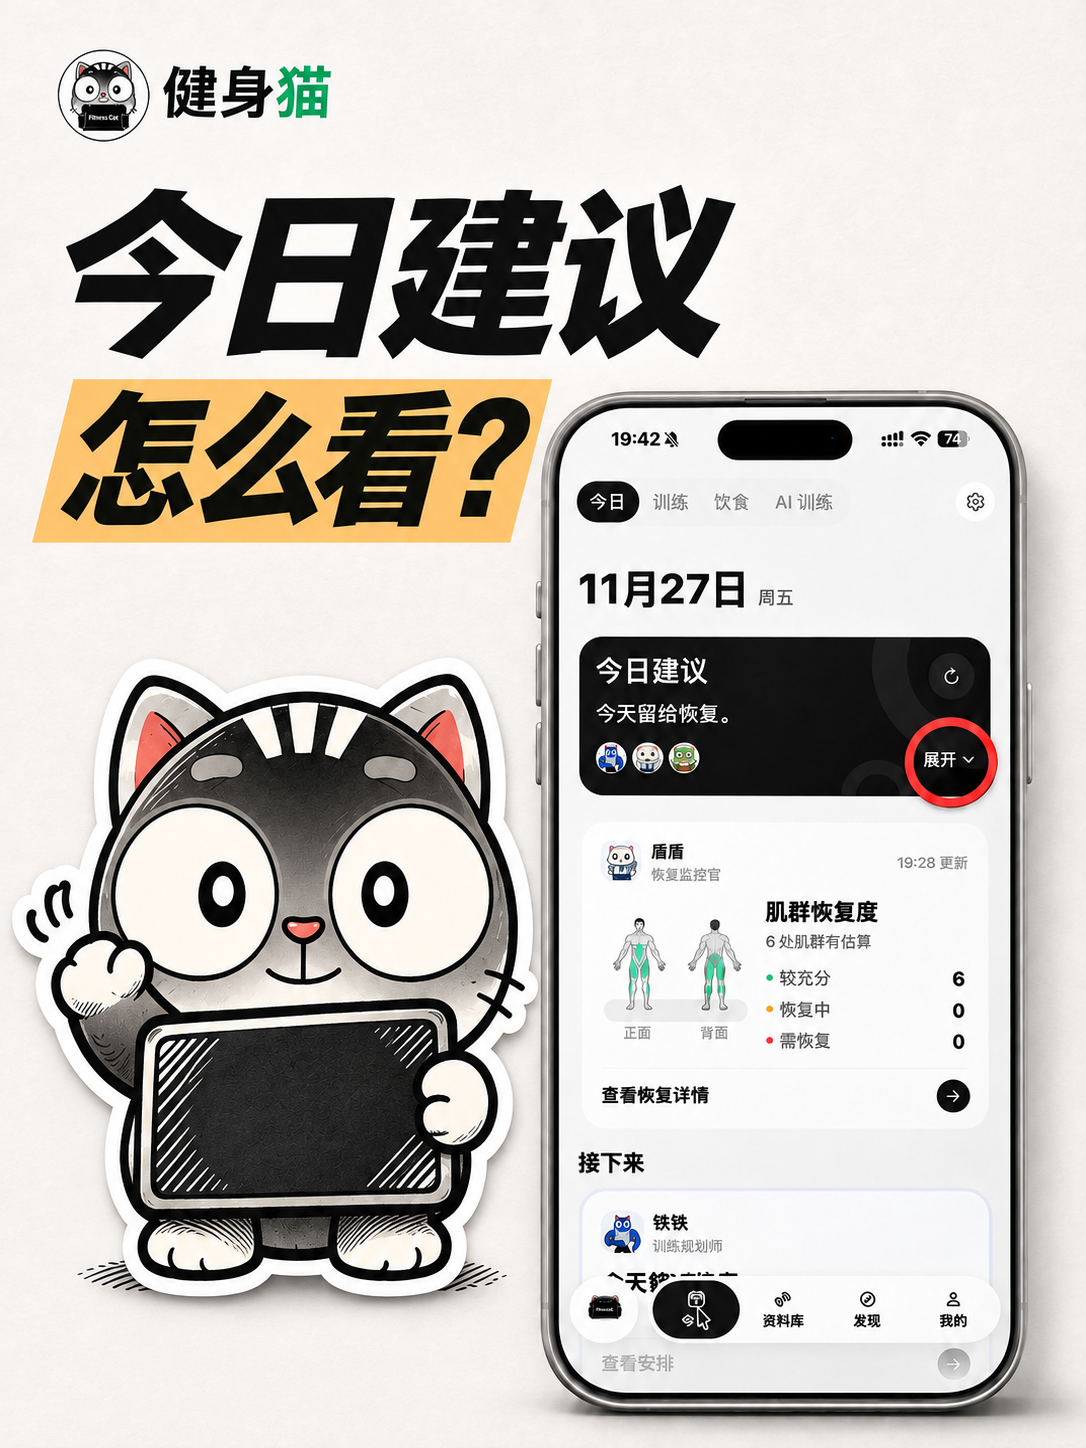 Fitness Cat
健身猫
今日建议
怎么看?
19:42
74
今日 训练 饮食 AI 训练
11月27日 周五
今日建议
今天留给恢复。
展开
盾盾
恢复监控官
19:28 更新
肌群恢复度
6 处肌群有估算
较充分 6
恢复中 0
需恢复 0
正面 背面
查看恢复详情
接下来
铁铁
训练规划师
资料库 发现 我的
查看安排